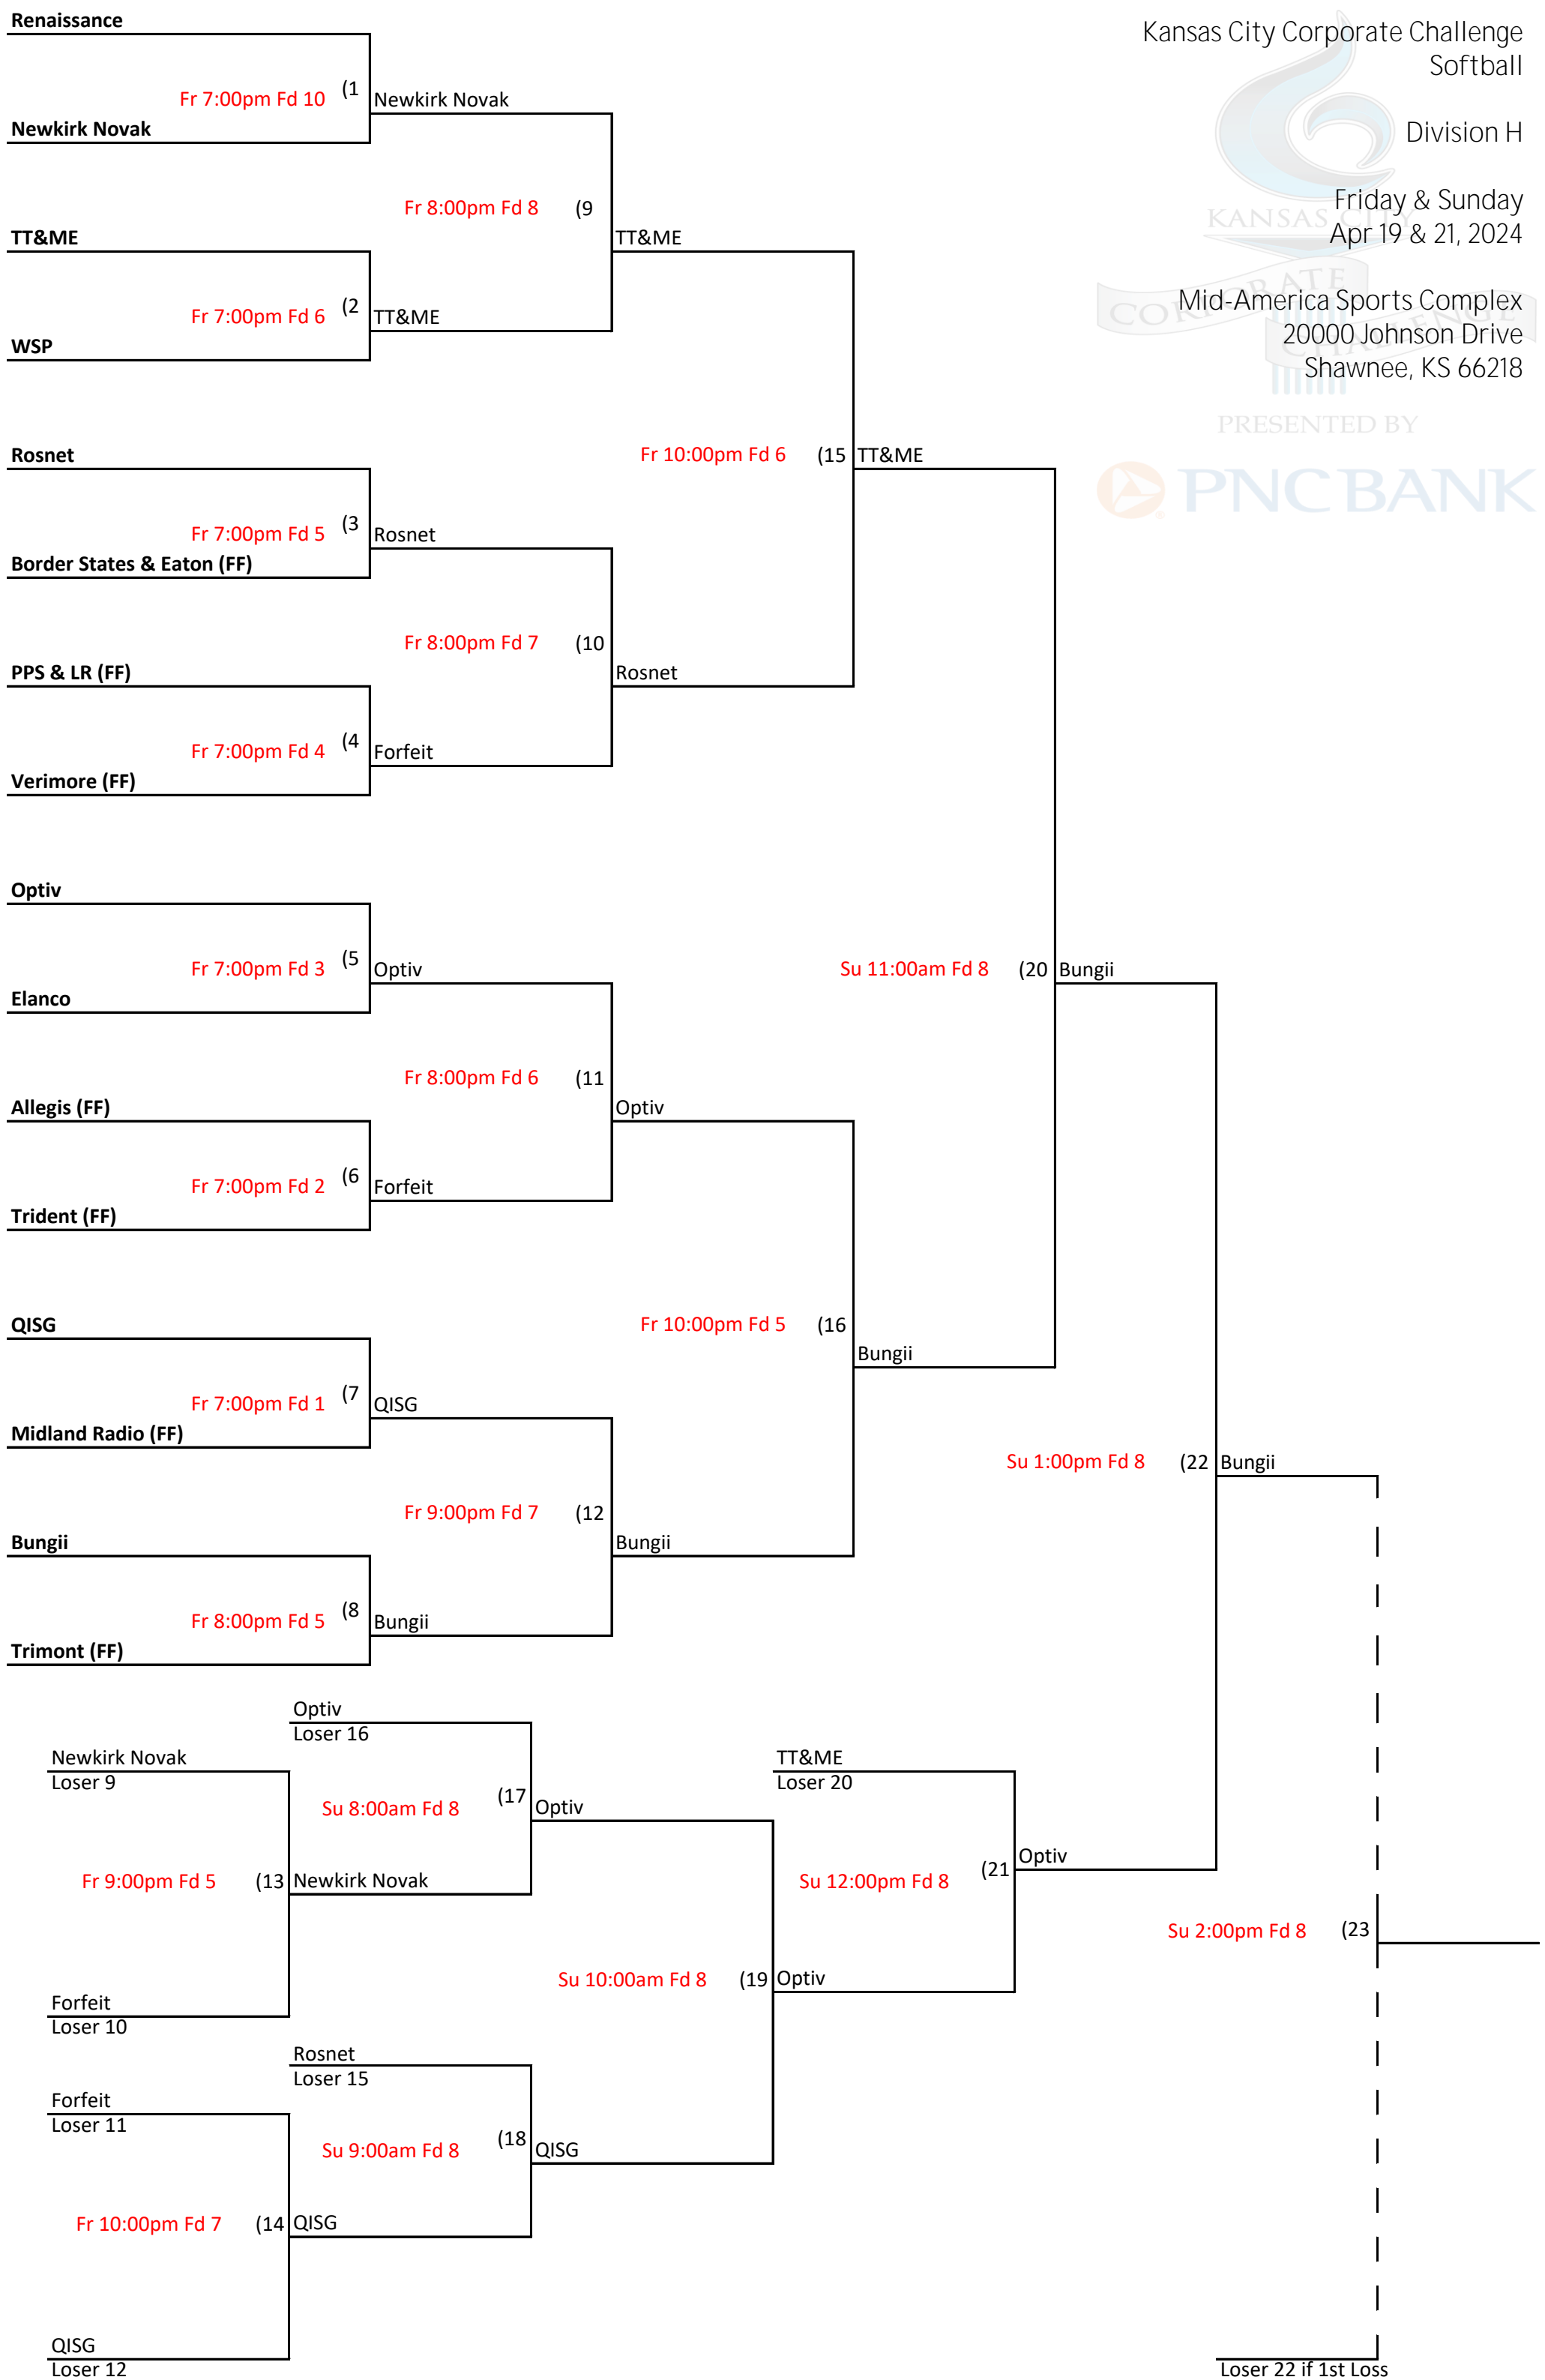 Renaissance
Kansas City Corporate Challenge
Softball
Fr 7:00pm Fd 10 (1 Newkirk Novak
Newkirk Novak
Division H
Fr 8:00pm Fd 8 (9
Friday & Sunday
KANSAS CITY
Apr 19 & 21, 2024
TT&ME
TT&ME
CORPORATE
CHALLENGE
Mid-America Sports Complex
20000 Johnson Drive
Shawnee, KS 66218
Fr 7:00pm Fd 6 (2 TT&ME
WSP
PRESENTED BY
PNC BANK
Rosnet
Fr 10:00pm Fd 6 (15 TT&ME
Fr 7:00pm Fd 5 (3 Rosnet
Border States & Eaton (FF)
Fr 8:00pm Fd 7 (10
PPS & LR (FF)
Rosnet
Fr 7:00pm Fd 4 (4 Forfeit
Verimore (FF)
Optiv
Fr 7:00pm Fd 3 (5 Optiv
Su 11:00am Fd 8 (20 Bungii
Elanco
Fr 8:00pm Fd 6 (11
Allegis (FF)
Optiv
Fr 7:00pm Fd 2 (6 Forfeit
Trident (FF)
QISG
Fr 10:00pm Fd 5 (16
Bungii
Fr 7:00pm Fd 1 (7 QISG
Midland Radio (FF)
Su 1:00pm Fd 8 (22 Bungii
Fr 9:00pm Fd 7 (12
Bungii
Bungii
Fr 8:00pm Fd 5 (8 Bungii
Trimont (FF)
Optiv
Loser 16
Newkirk Novak
Loser 9
TT&ME
Loser 20
Su 8:00am Fd 8 (17 Optiv
Fr 9:00pm Fd 5 (13 Newkirk Novak
Su 12:00pm Fd 8 (21 Optiv
Su 2:00pm Fd 8 (23
Su 10:00am Fd 8 (19 Optiv
Forfeit
Loser 10
Rosnet
Loser 15
Forfeit
Loser 11
Su 9:00am Fd 8 (18 QISG
Fr 10:00pm Fd 7 (14 QISG
QISG
Loser 12
Loser 22 if 1st Loss